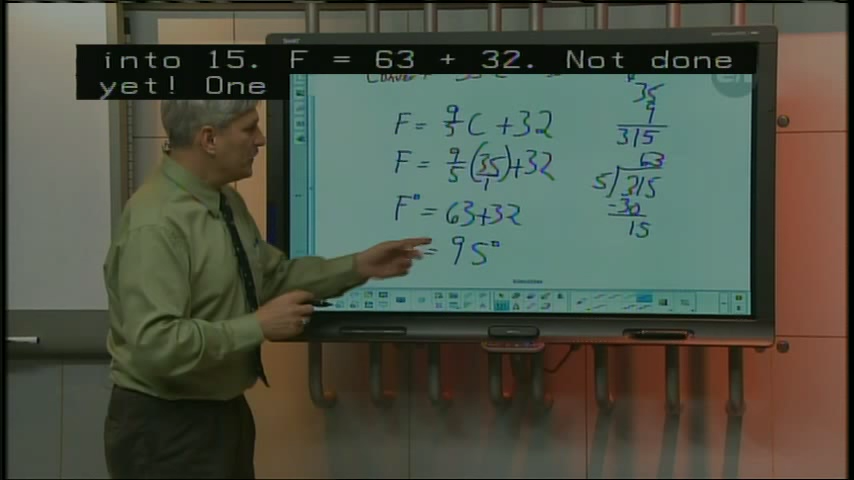 into 15. F = 63 + 32. Not done
yet! One
F = 9/5 C + 32
F = 9/5 (35/1) + 32
F° = 63+32
= 95°
35
9
315
63
5)315
-30
15